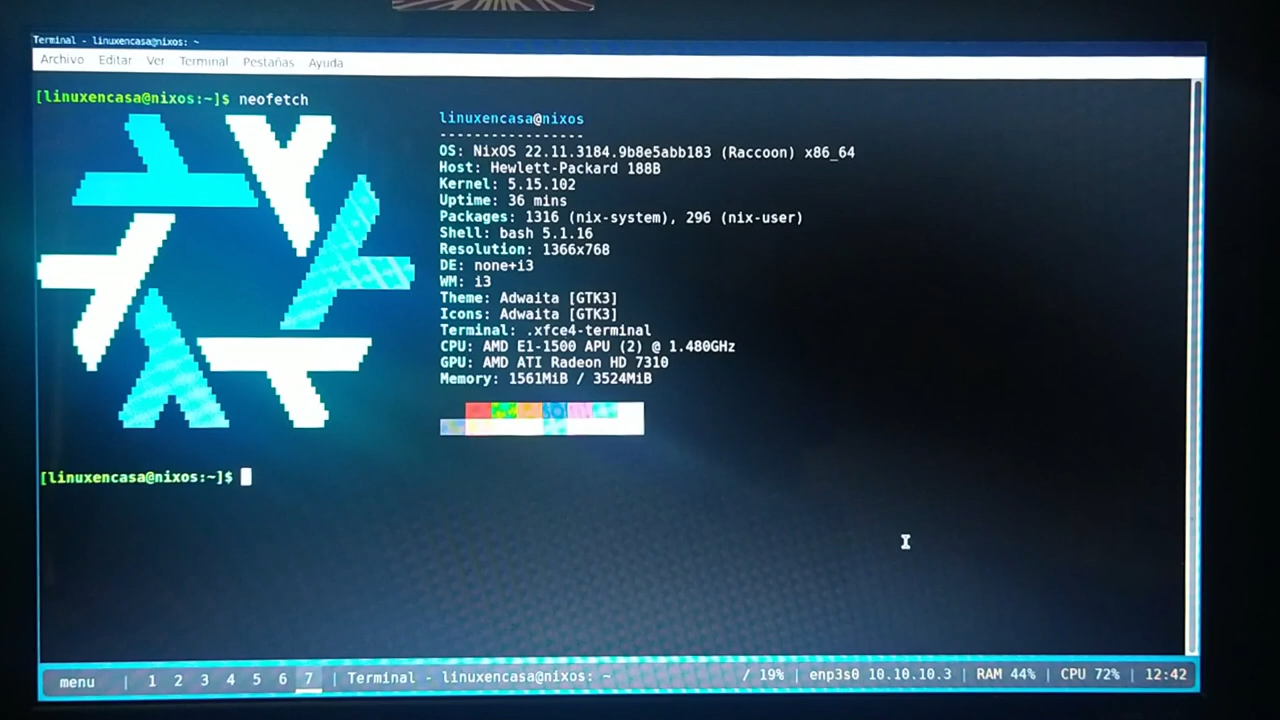 Terminal - linuxencasa@nixos: ~
Archivo Editar Ver Terminal Pestañas Ayuda
[linuxencasa@nixos:~]$ neofetch
linuxencasa@nixos
-----------------
OS: NixOS 22.11.3184.9b8e5abb183 (Raccoon) x86_64
Host: Hewlett-Packard 188B
Kernel: 5.15.102
Uptime: 36 mins
Packages: 1316 (nix-system), 296 (nix-user)
Shell: bash 5.1.16
Resolution: 1366x768
DE: none+i3
WM: i3
Theme: Adwaita [GTK3]
Icons: Adwaita [GTK3]
Terminal: .xfce4-terminal
CPU: AMD E1-1500 APU (2) @ 1.480GHz
GPU: AMD ATI Radeon HD 7310
Memory: 1561MiB / 3524MiB
[linuxencasa@nixos:~]$
menu | 1 2 3 4 5 6 7 | Terminal - linuxencasa@nixos: ~ / 19% | enp3s0 10.10.10.3 | RAM 44% | CPU 72% | 12:42